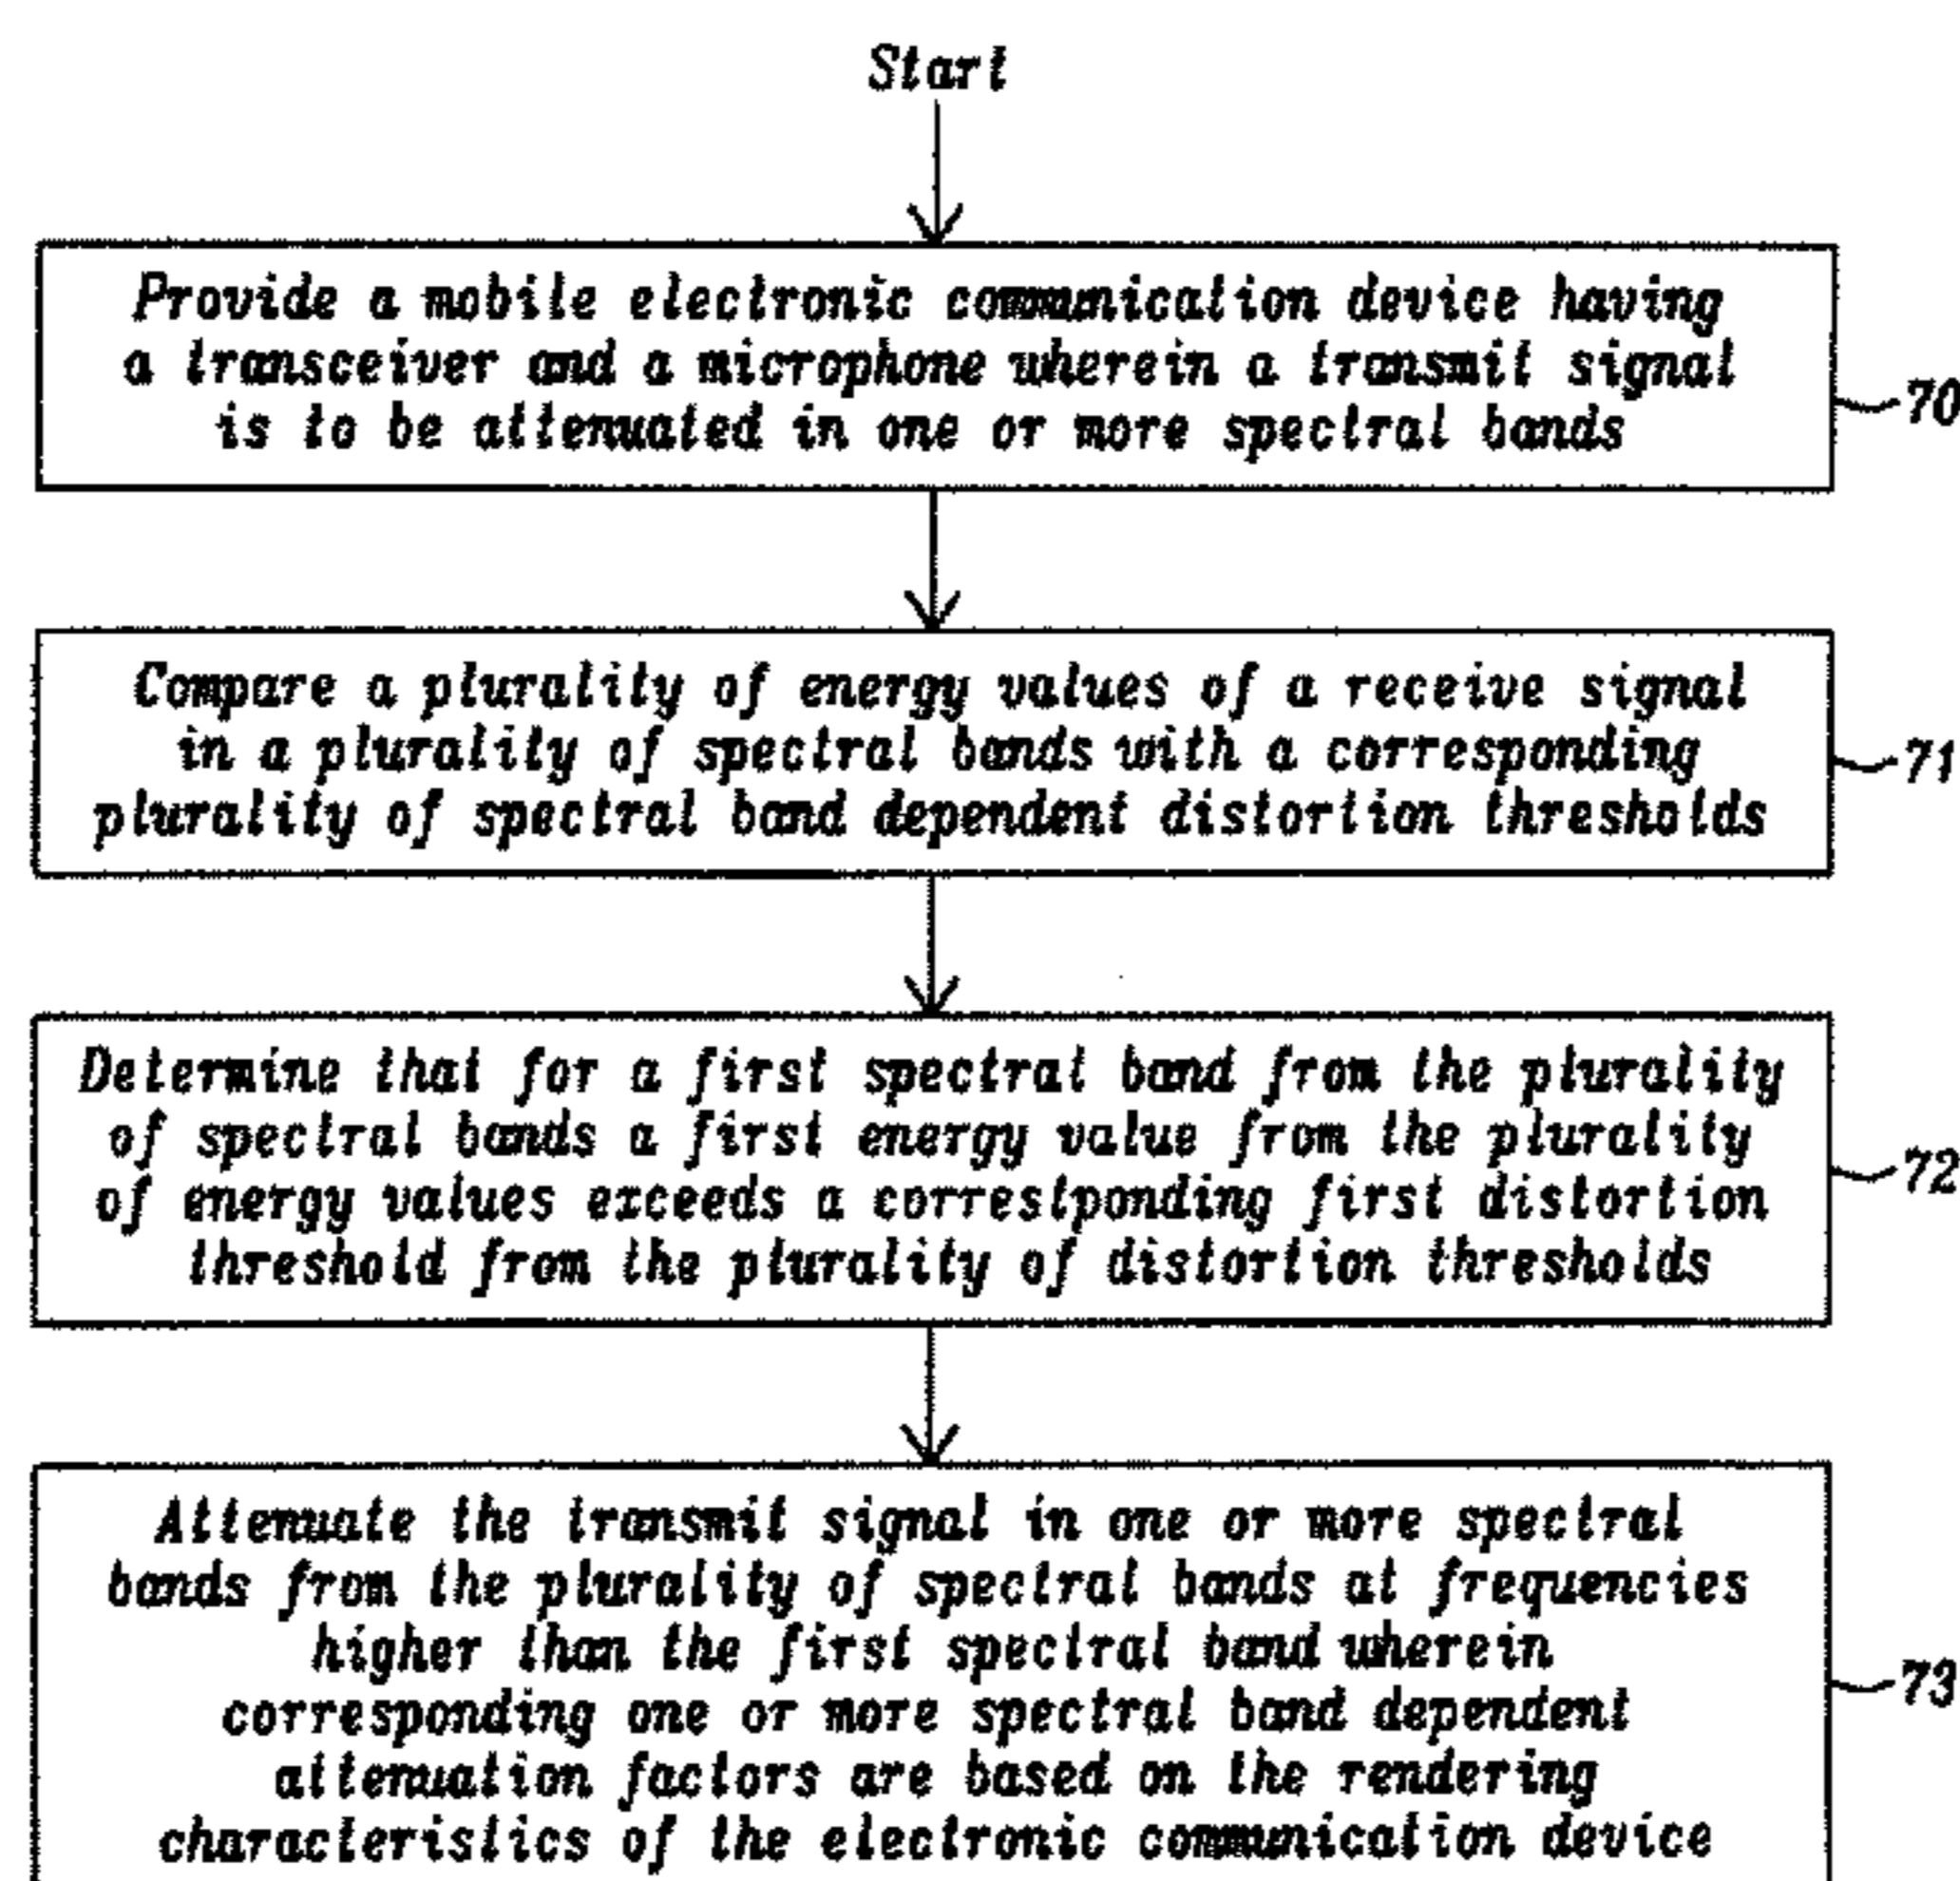 Start
Provide a mobile electronic communication device having
a transceiver and a microphone wherein a transmit signal
is to be attenuated in one or more spectral bands
70
Compare a plurality of energy values of a receive signal
in a plurality of spectral bands with a corresponding
plurality of spectral band dependent distortion thresholds
71
Determine that for a first spectral band from the plurality
of spectral bands a first energy value from the plurality
of energy values exceeds a correstponding first distortion
threshold from the plurality of distortion thresholds
72
Attenuate the transmit signal in one or more spectral
bands from the plurality of spectral bands at frequencies
higher than the first spectral band wherein
corresponding one or more spectral band dependent
attenuation factors are based on the rendering
characteristics of the electronic communication device
73